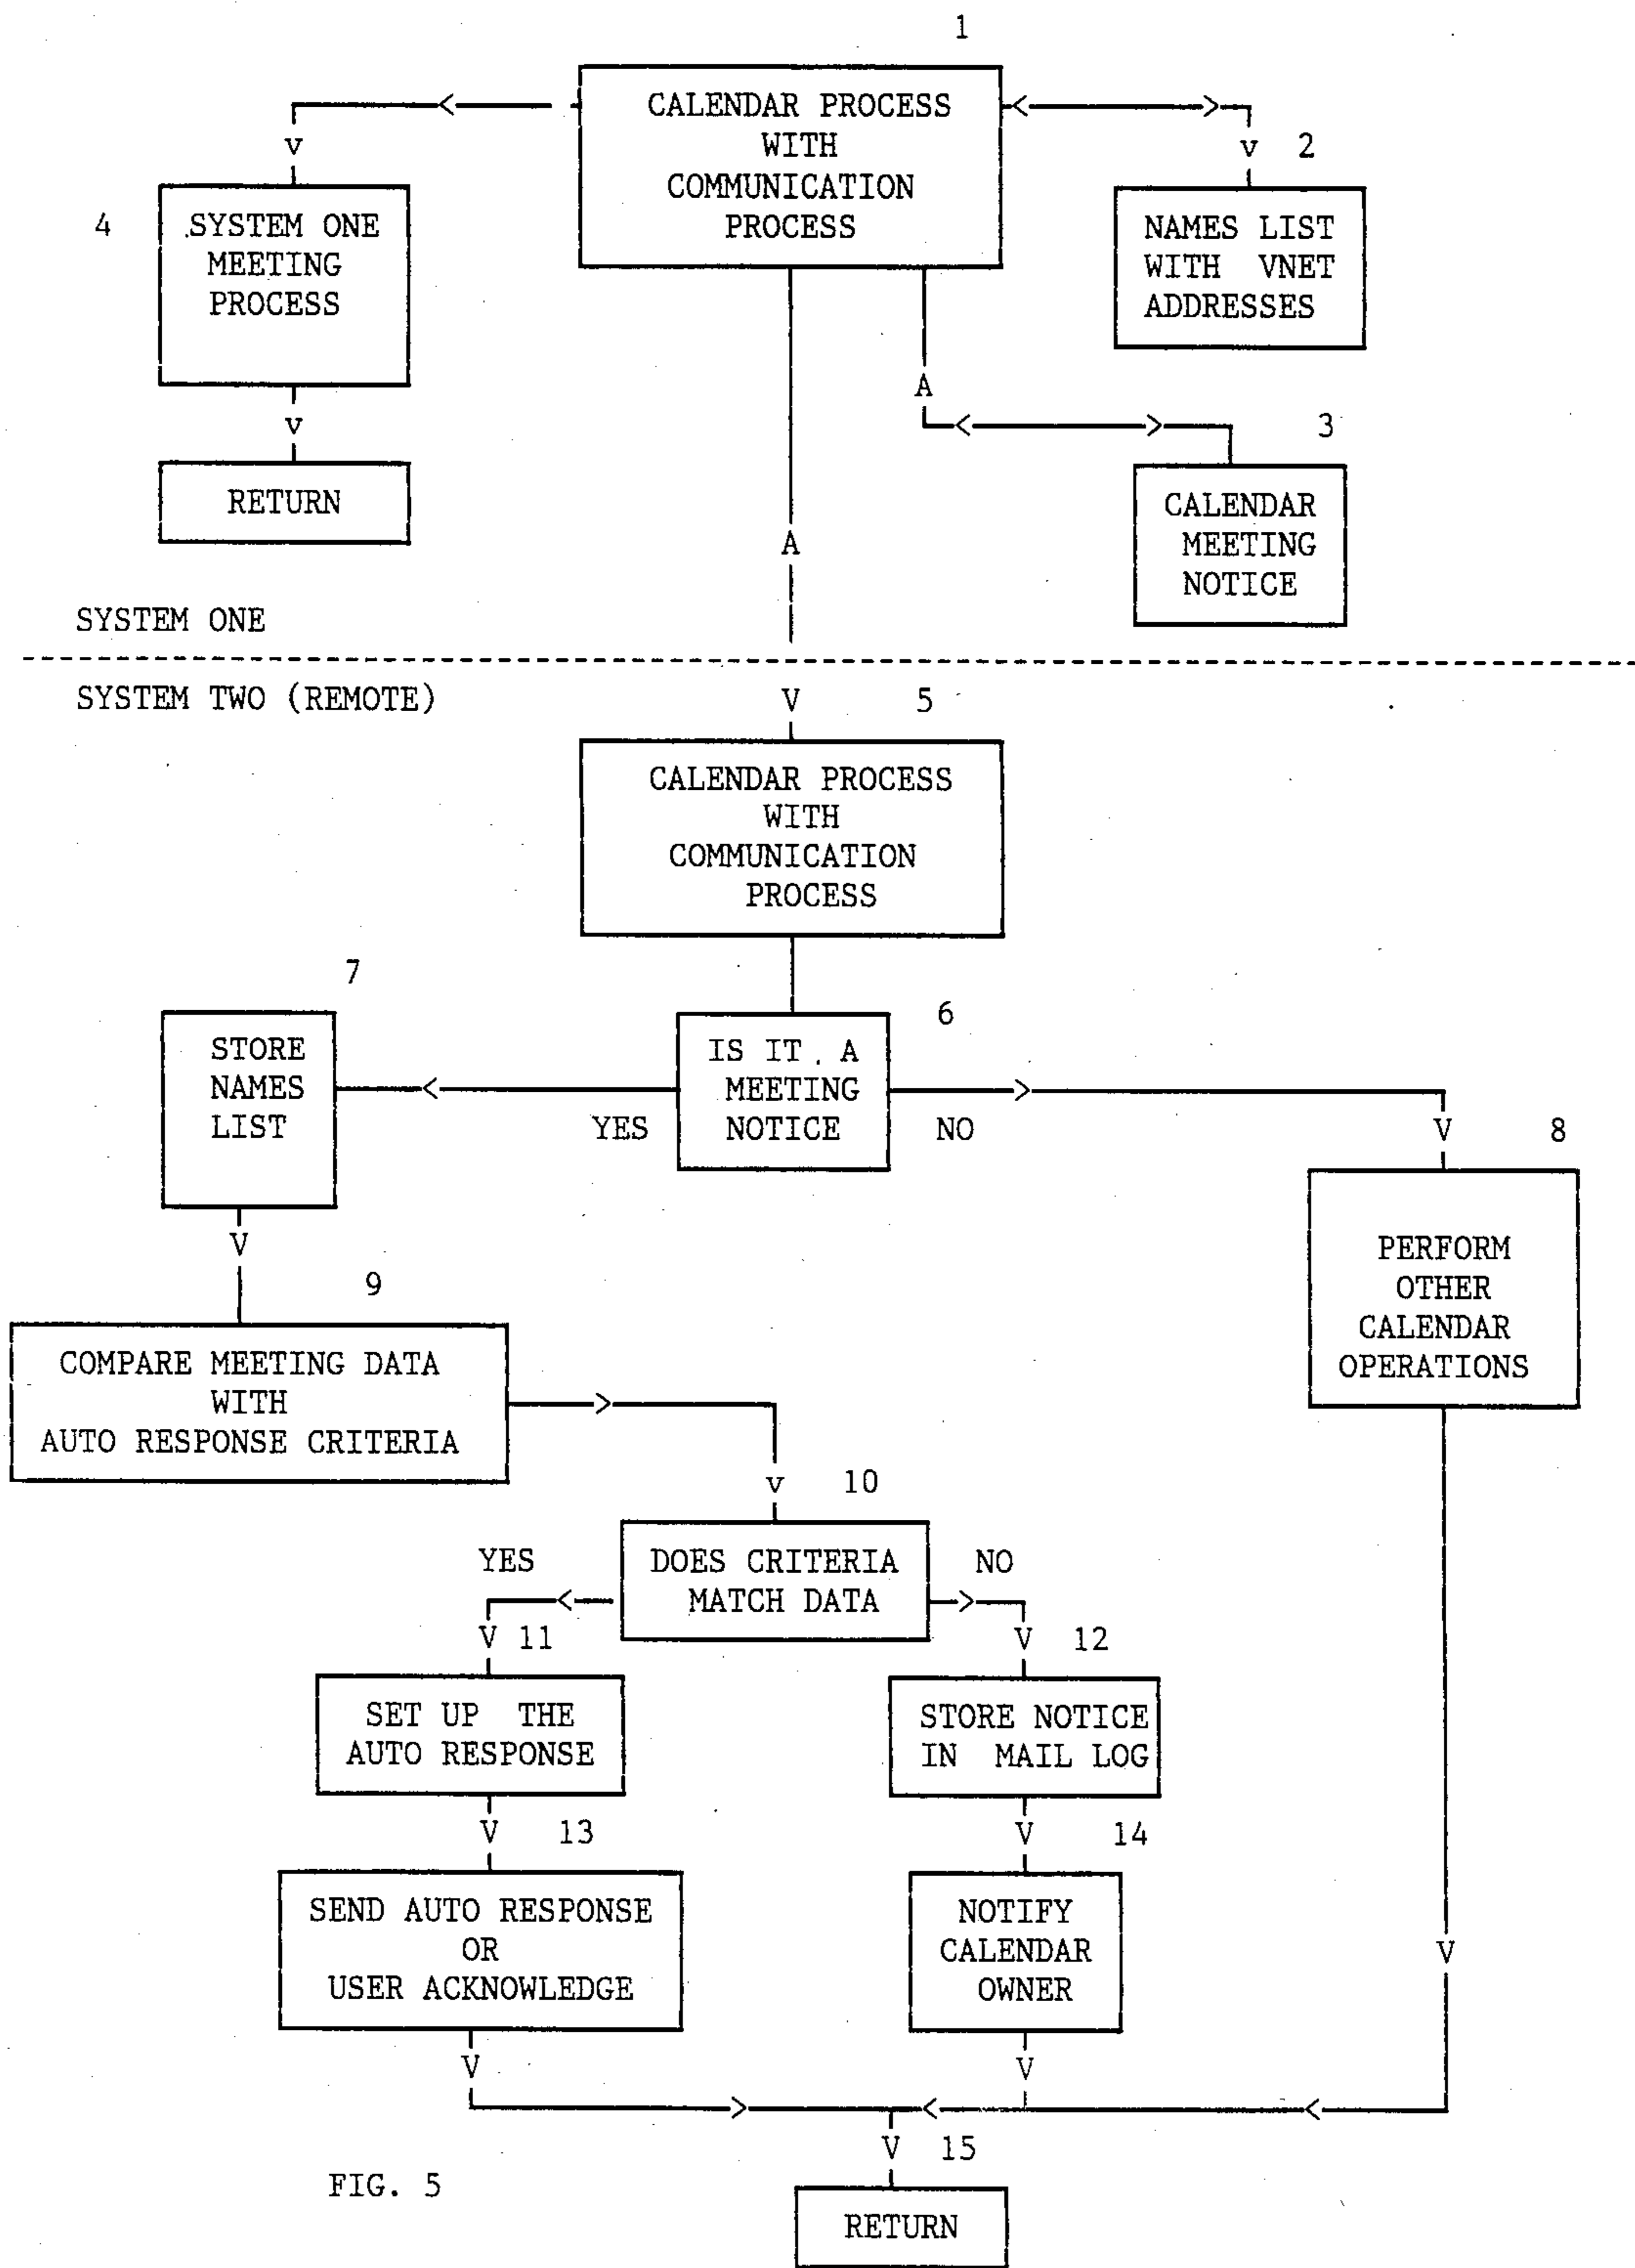 1
CALENDAR PROCESS
WITH
COMMUNICATION
PROCESS
2
NAMES LIST
WITH VNET
ADDRESSES
4
SYSTEM ONE
MEETING
PROCESS
RETURN
3
CALENDAR
MEETING
NOTICE
SYSTEM ONE
SYSTEM TWO (REMOTE)
5
CALENDAR PROCESS
WITH
COMMUNICATION
PROCESS
6
IS IT A
MEETING
NOTICE
YES
NO
7
STORE
NAMES
LIST
8
PERFORM
OTHER
CALENDAR
OPERATIONS
9
COMPARE MEETING DATA
WITH
AUTO RESPONSE CRITERIA
10
DOES CRITERIA
MATCH DATA
YES
NO
11
SET UP THE
AUTO RESPONSE
12
STORE NOTICE
IN MAIL LOG
13
SEND AUTO RESPONSE
OR
USER ACKNOWLEDGE
14
NOTIFY
CALENDAR
OWNER
15
RETURN
FIG. 5